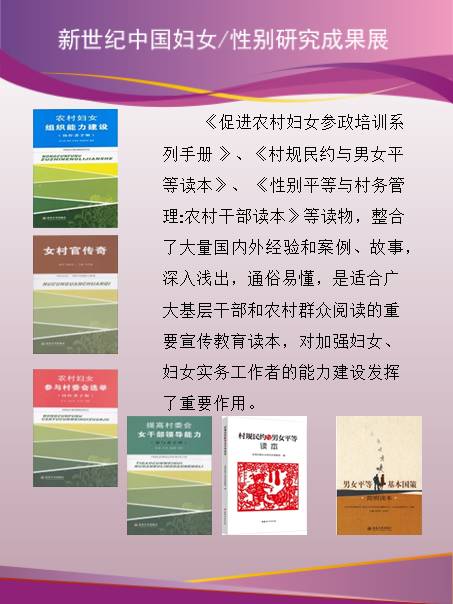 新世纪中国妇女/性别研究成果展
《促进农村妇女参政培训系
列手册 》、《村规民约与男女平
等读本》、 《性别平等与村务管
理:农村干部读本》等读物，整合
了大量国内外经验和案例、故事，
深入浅出，通俗易懂，是适合广
大基层干部和农村群众阅读的重
要宣传教育读本，对加强妇女、
妇女实务工作者的能力建设发挥
了重要作用。
农村妇女
组织能力建设
女村官传奇
农村妇女
参与村委会选举
提高村委会
女干部领导能力
村规民约与男女平等
读本
男女平等 基本国策
简明读本